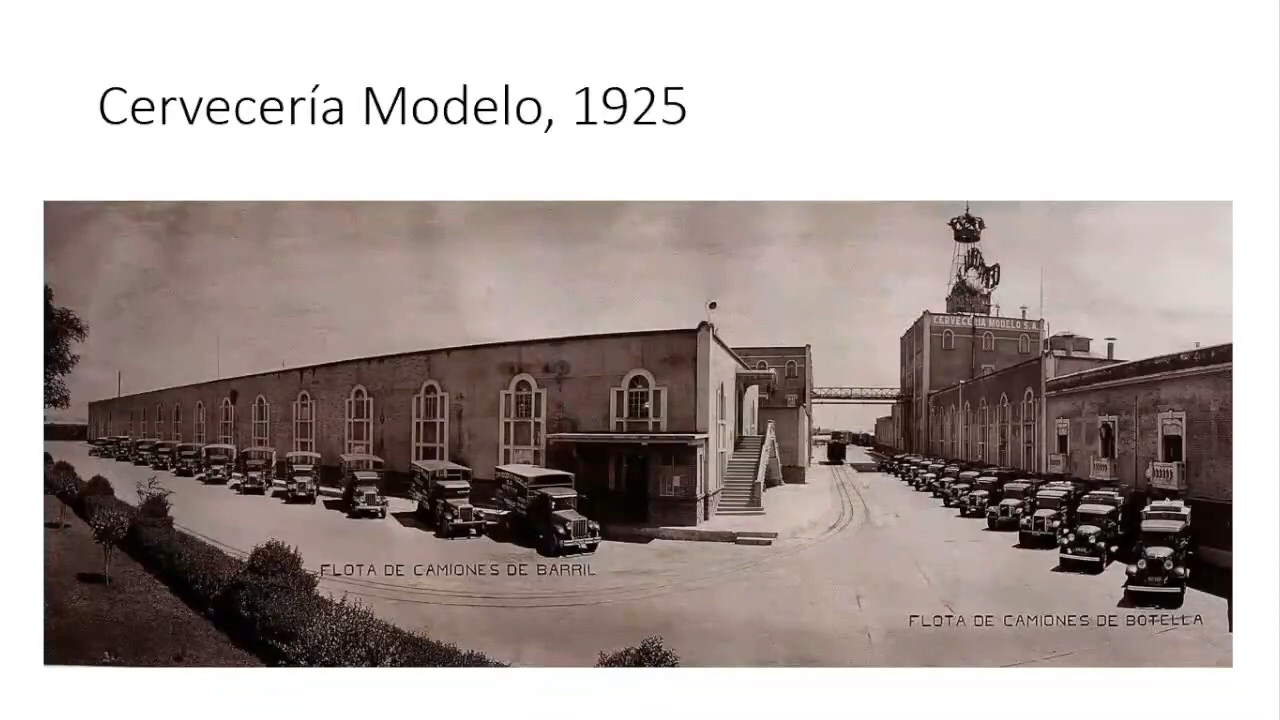 Cervecería Modelo, 1925
CERVECERIA MODELO S.A.
FLOTA DE CAMIONES DE BARRIL
FLOTA DE CAMIONES DE BOTELLA